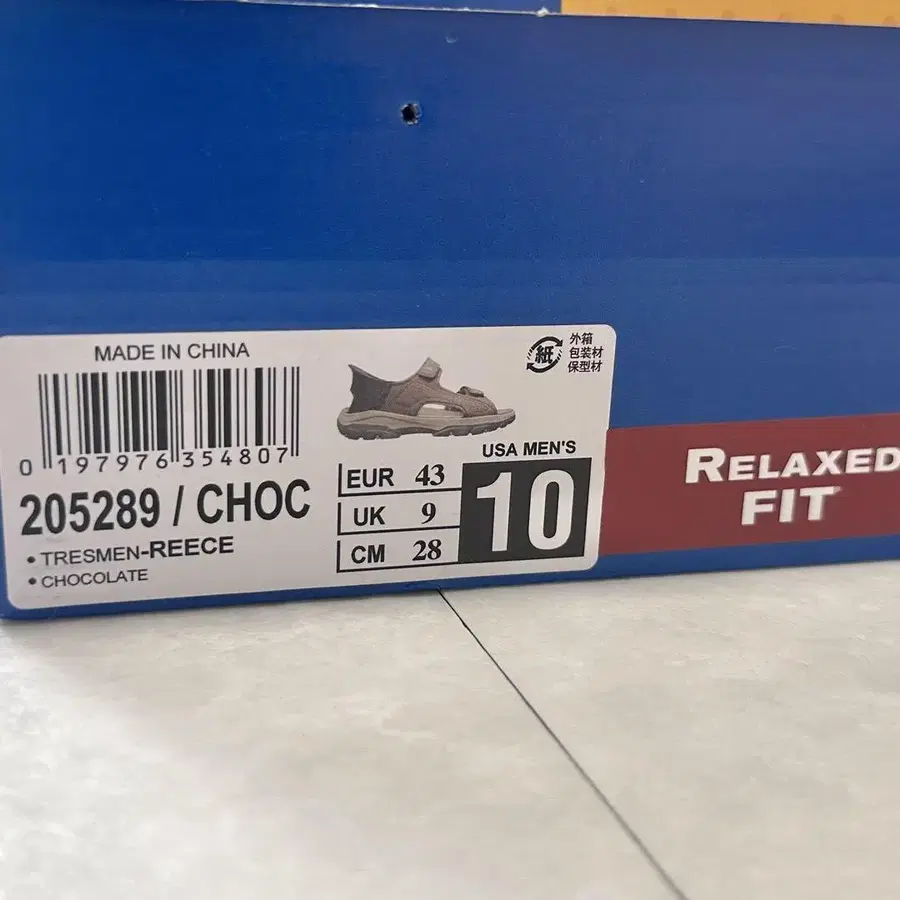 MADE IN CHINA
0 197976 354807
205289 / CHOC
• TRESMEN-REECE
• CHOCOLATE
紙
外箱
包装材
保型材
EUR 43
UK 9
CM 28
USA MEN'S
10
RELAXED
FIT